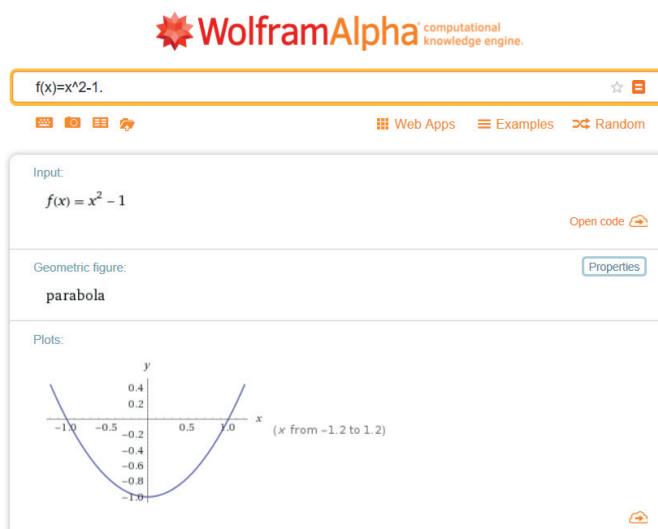 WolframAlpha computational
knowledge engine.
f(x)=x^2-1.
Web Apps Examples Random
Input:
f(x) = x² – 1
Open code
Geometric figure:
Properties
parabola
Plots:
y
0.4
0.2
x
−1.0 −0.5 0.5 1.0
(x from −1.2 to 1.2)
−0.2
−0.4
−0.6
−0.8
−1.0